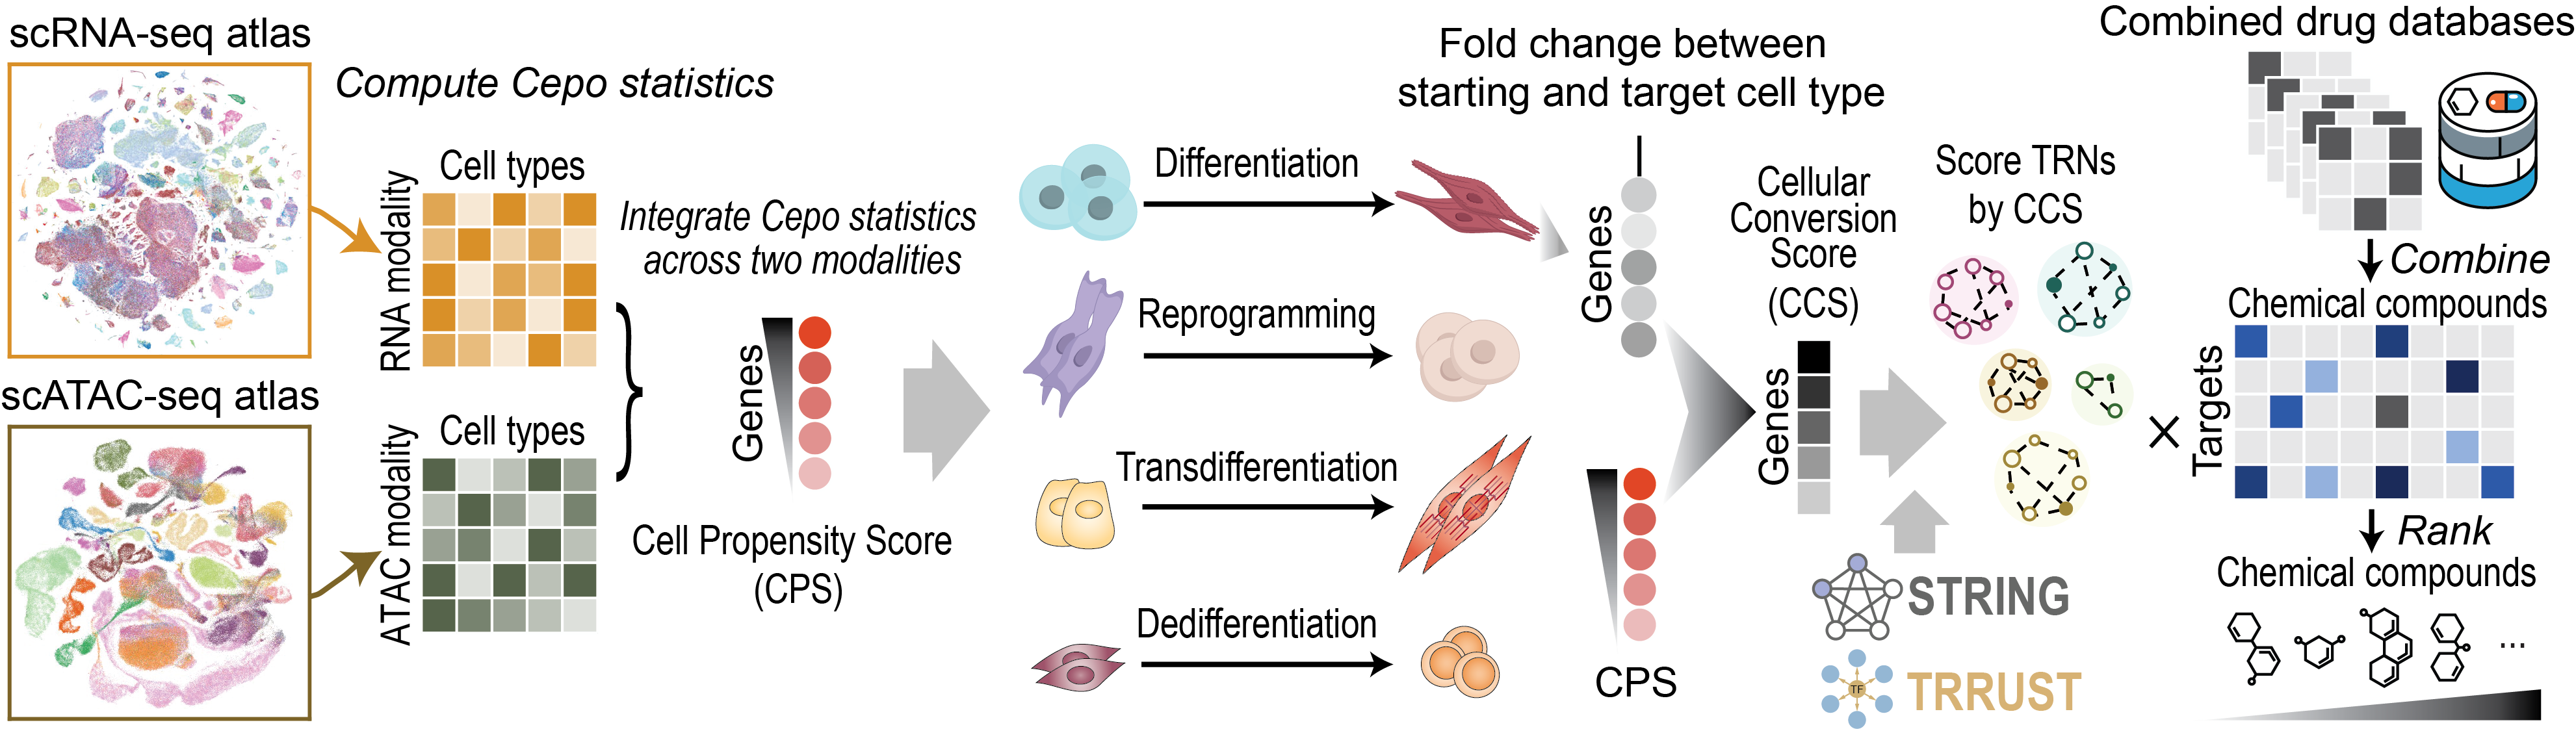 scRNA-seq atlas
scATAC-seq atlas
Compute Cepo statistics
Cell types
RNA modality
Cell types
ATAC modality
Integrate Cepo statistics
across two modalities
Genes
Cell Propensity Score
(CPS)
Differentiation
Reprogramming
Transdifferentiation
Dedifferentiation
Fold change between
starting and target cell type
Genes
CPS
Cellular
Conversion
Score
(CCS)
Genes
Score TRNs
by CCS
STRING
TF
TRRUST
×
Combined drug databases
Combine
Chemical compounds
Targets
Rank
Chemical compounds
...